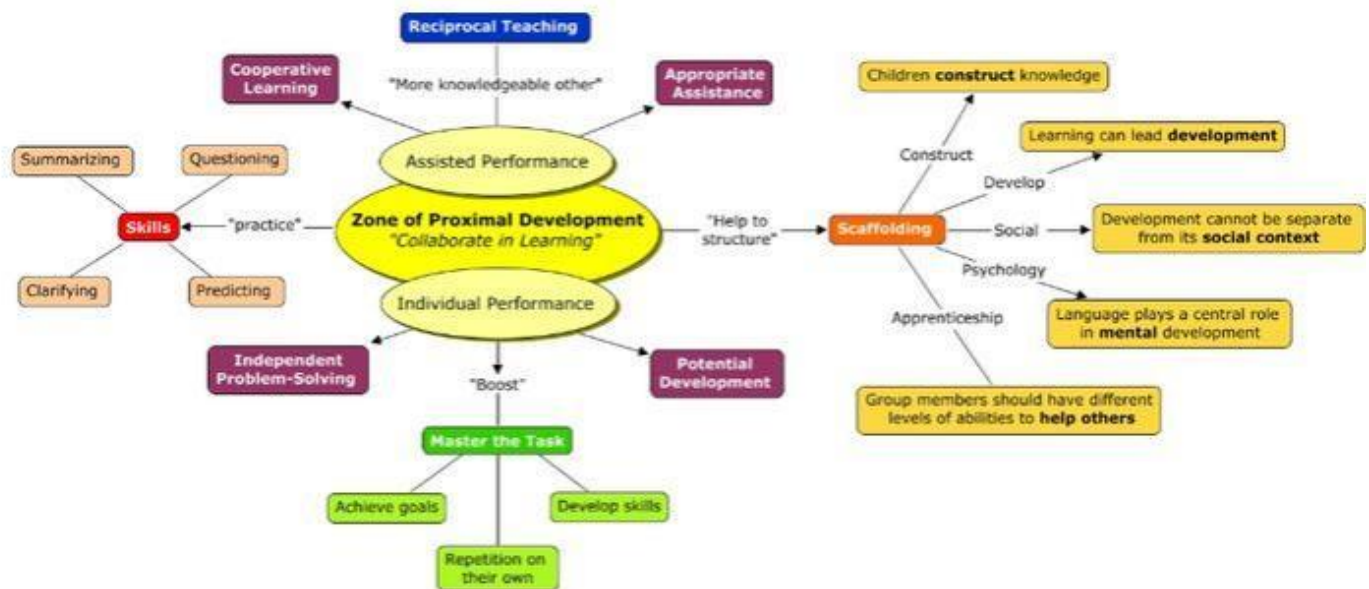 Reciprocal Teaching
Cooperative
Learning
"More knowledgeable other"
Appropriate
Assistance
Children construct knowledge
Assisted Performance
Summarizing
Questioning
Construct
Learning can lead development
Develop
Skills
"practice"
Zone of Proximal Development
"Collaborate in Learning"
"Help to
structure"
Scaffolding
Social
Development cannot be separate
from its social context
Psychology
Clarifying
Predicting
Individual Performance
Apprenticeship
Language plays a central role
in mental development
Independent
Problem-Solving
"Boost"
Potential
Development
Group members should have different
levels of abilities to help others
Master the Task
Achieve goals
Develop skills
Repetition on
their own